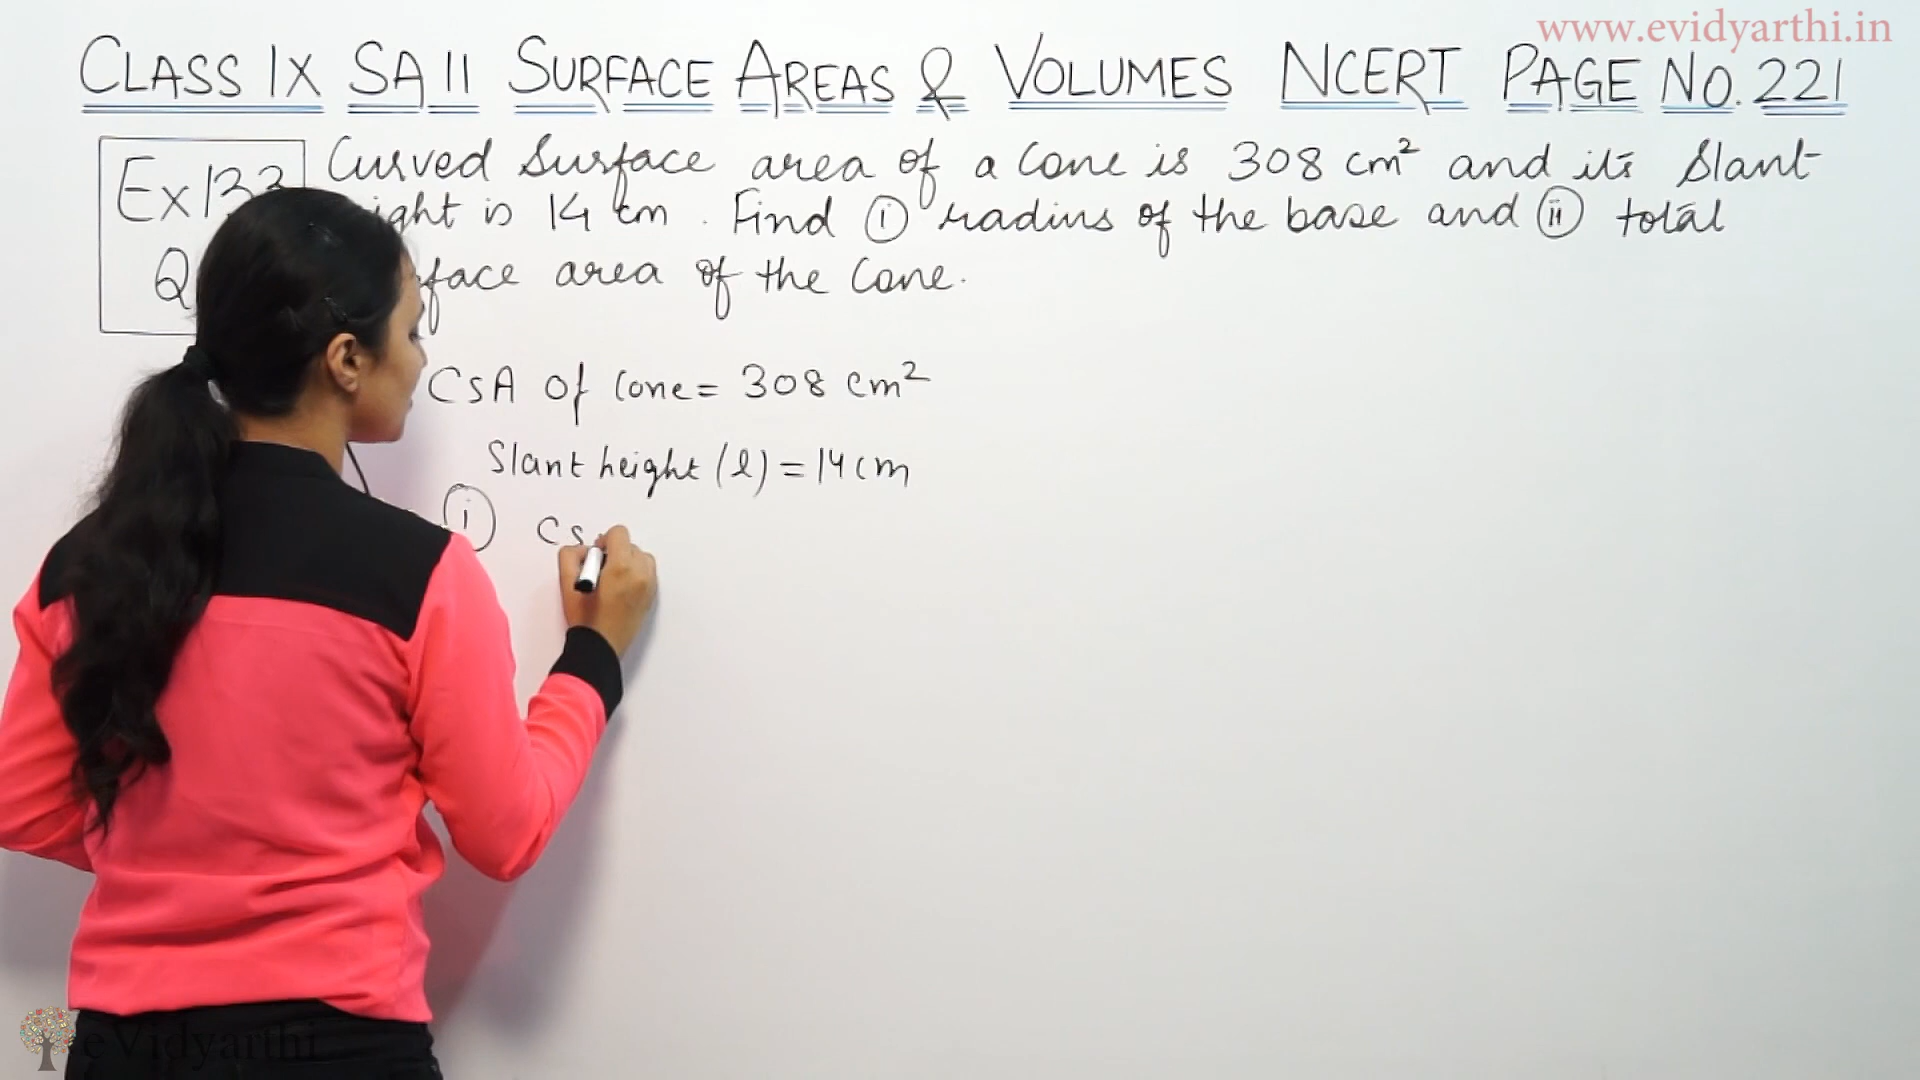 www.evidyarthi.in
CLASS IX SA II SURFACE AREAS & VOLUMES NCERT PAGE NO. 221
Ex 13.3 Curved Surface area of a Cone is 308 cm² and its Slant
ight is 14 cm. Find (i) radius of the base and (ii) total
Q face area of the Cone.
CSA of Cone = 308 cm²
Slant height (l) = 14 cm
(i) CS
eVidyarthi